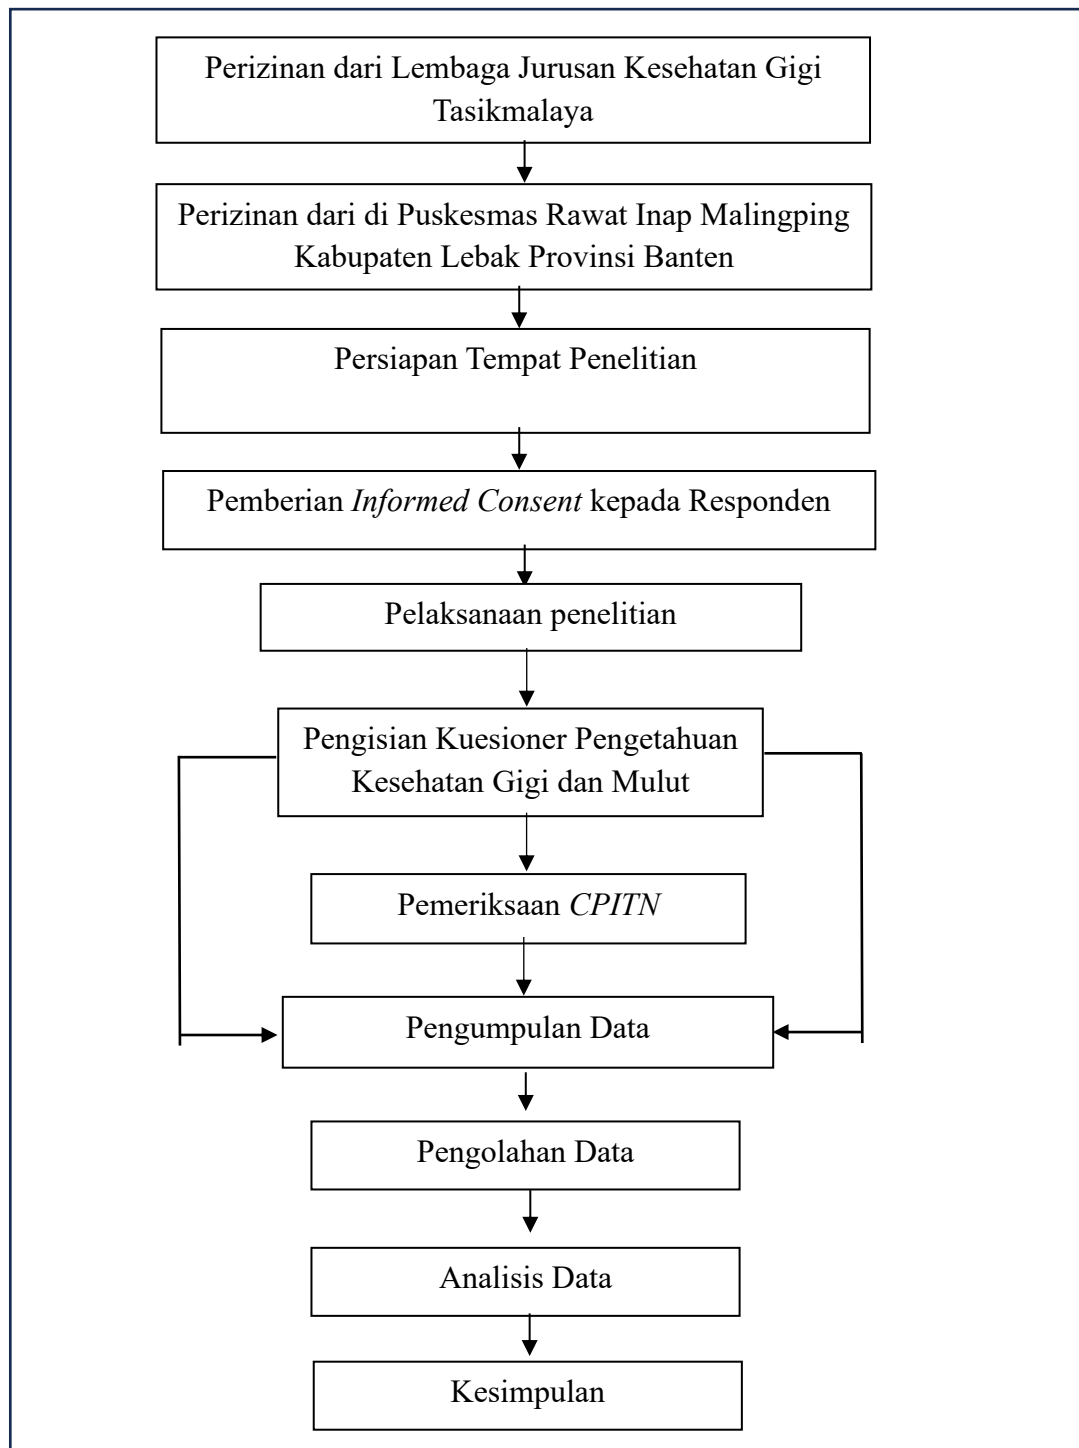 Perizinan dari Lembaga Jurusan Kesehatan Gigi
Tasikmalaya
Perizinan dari di Puskesmas Rawat Inap Malingping
Kabupaten Lebak Provinsi Banten
Persiapan Tempat Penelitian
Pemberian Informed Consent kepada Responden
Pelaksanaan penelitian
Pengisian Kuesioner Pengetahuan
Kesehatan Gigi dan Mulut
Pemeriksaan CPITN
Pengumpulan Data
Pengolahan Data
Analisis Data
Kesimpulan